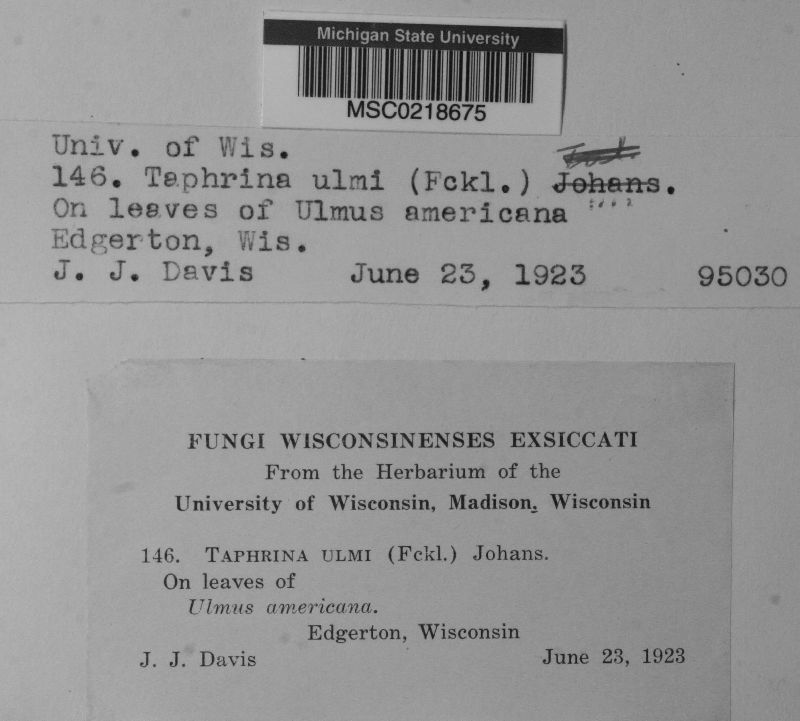 Michigan State University
MSC0218675
Univ. of Wis.
146. Taphrina ulmi (Fckl.) Johans.
On leaves of Ulmus americana
Edgerton, Wis.
J. J. Davis June 23, 1923 95030
FUNGI WISCONSINENSES EXSICCATI
From the Herbarium of the
University of Wisconsin, Madison, Wisconsin
146. TAPHRINA ULMI (Fckl.) Johans.
On leaves of
Ulmus americana.
Edgerton, Wisconsin
J. J. Davis June 23, 1923